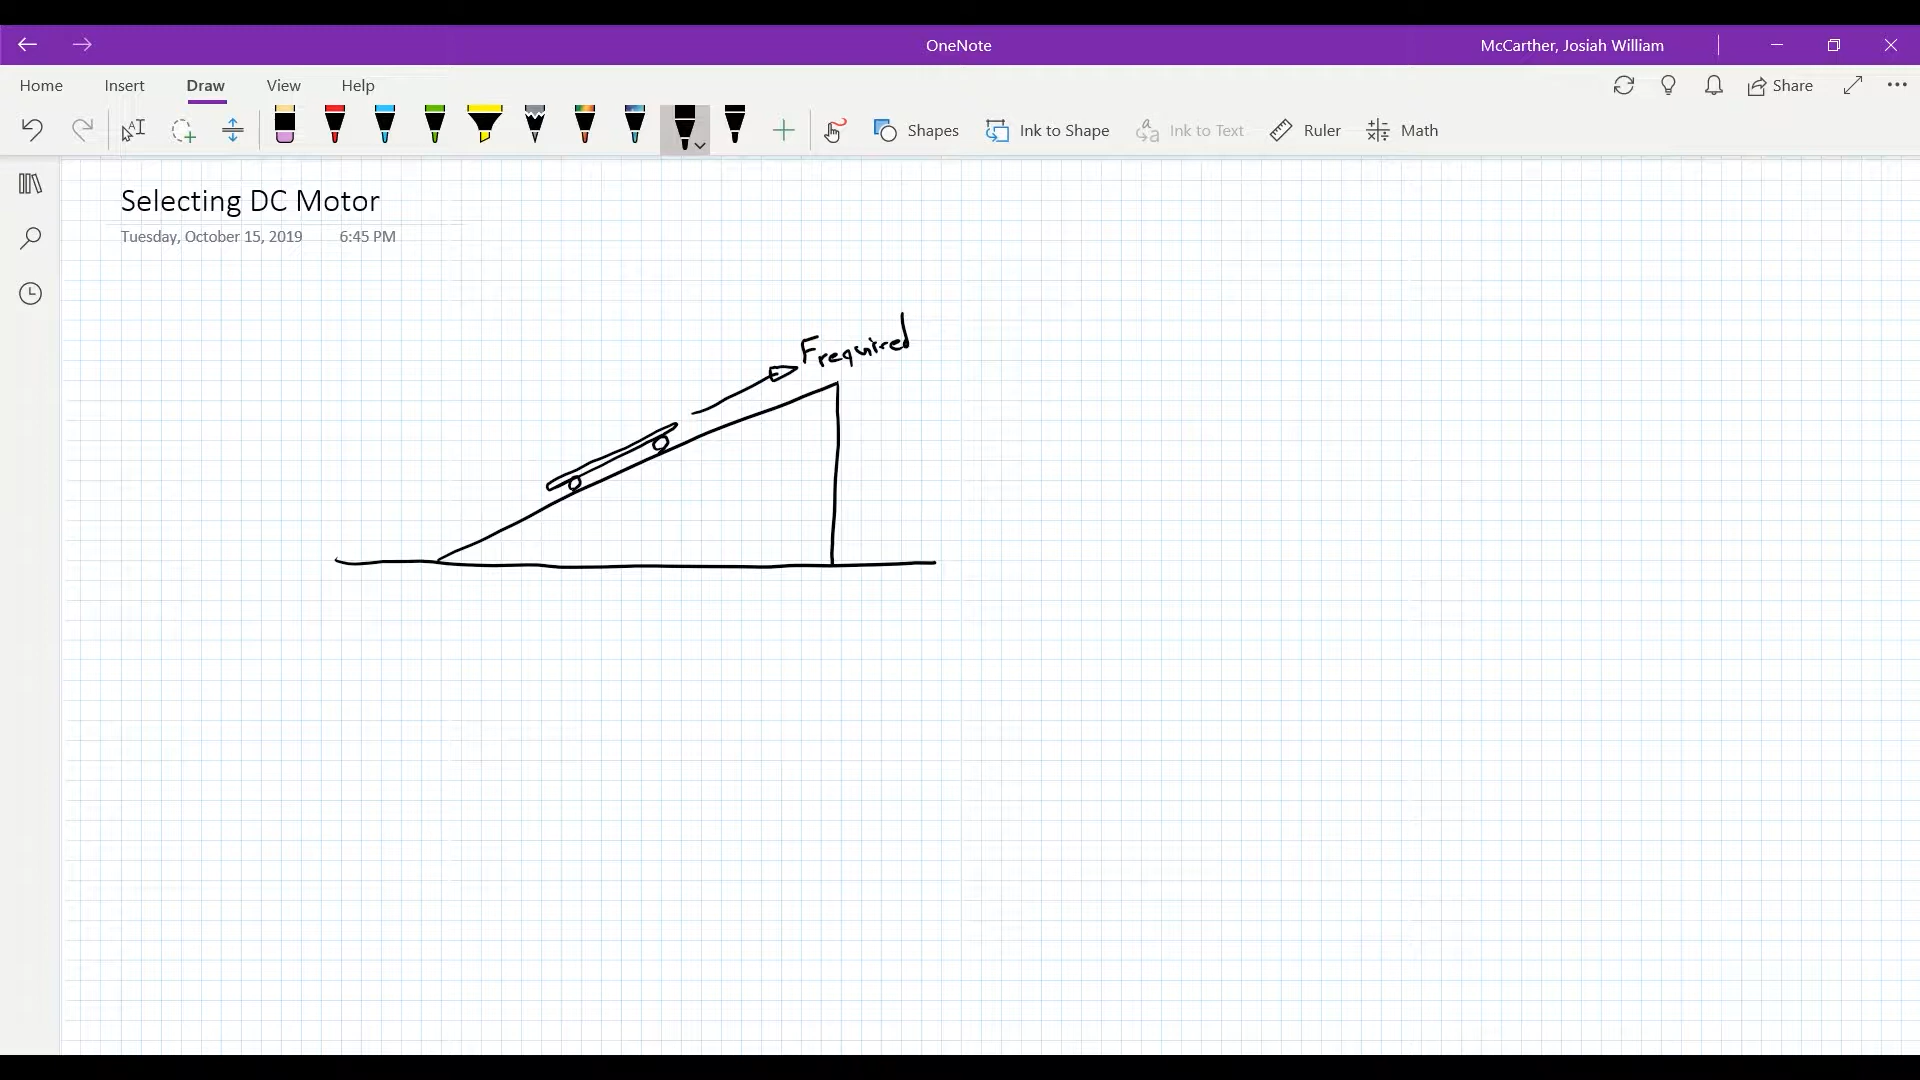 OneNote
McCarther, Josiah William
Home Insert Draw View Help
Share
Shapes Ink to Shape Ink to Text Ruler Math
Selecting DC Motor
Tuesday, October 15, 2019 6:45 PM
Frequired